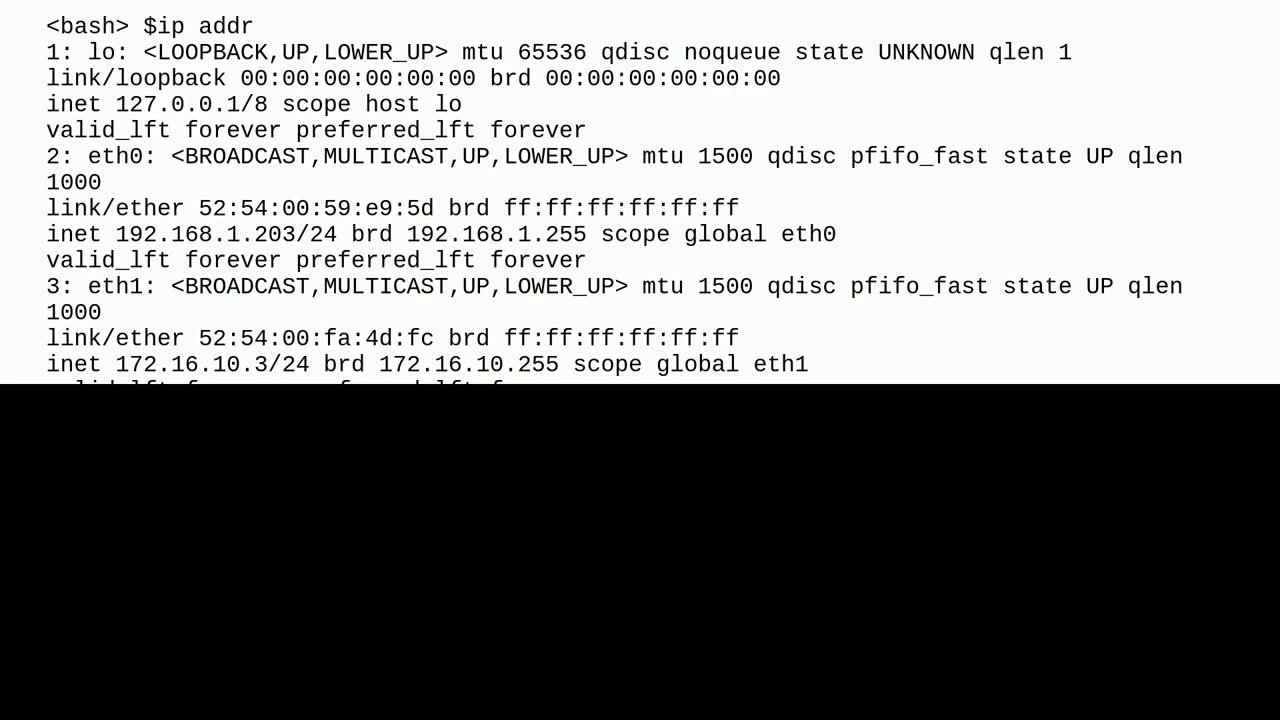 <bash> $ip addr
1: lo: <LOOPBACK,UP,LOWER_UP> mtu 65536 qdisc noqueue state UNKNOWN qlen 1
link/loopback 00:00:00:00:00:00 brd 00:00:00:00:00:00
inet 127.0.0.1/8 scope host lo
valid_lft forever preferred_lft forever
2: eth0: <BROADCAST,MULTICAST,UP,LOWER_UP> mtu 1500 qdisc pfifo_fast state UP qlen
1000
link/ether 52:54:00:59:e9:5d brd ff:ff:ff:ff:ff:ff
inet 192.168.1.203/24 brd 192.168.1.255 scope global eth0
valid_lft forever preferred_lft forever
3: eth1: <BROADCAST,MULTICAST,UP,LOWER_UP> mtu 1500 qdisc pfifo_fast state UP qlen
1000
link/ether 52:54:00:fa:4d:fc brd ff:ff:ff:ff:ff:ff
inet 172.16.10.3/24 brd 172.16.10.255 scope global eth1